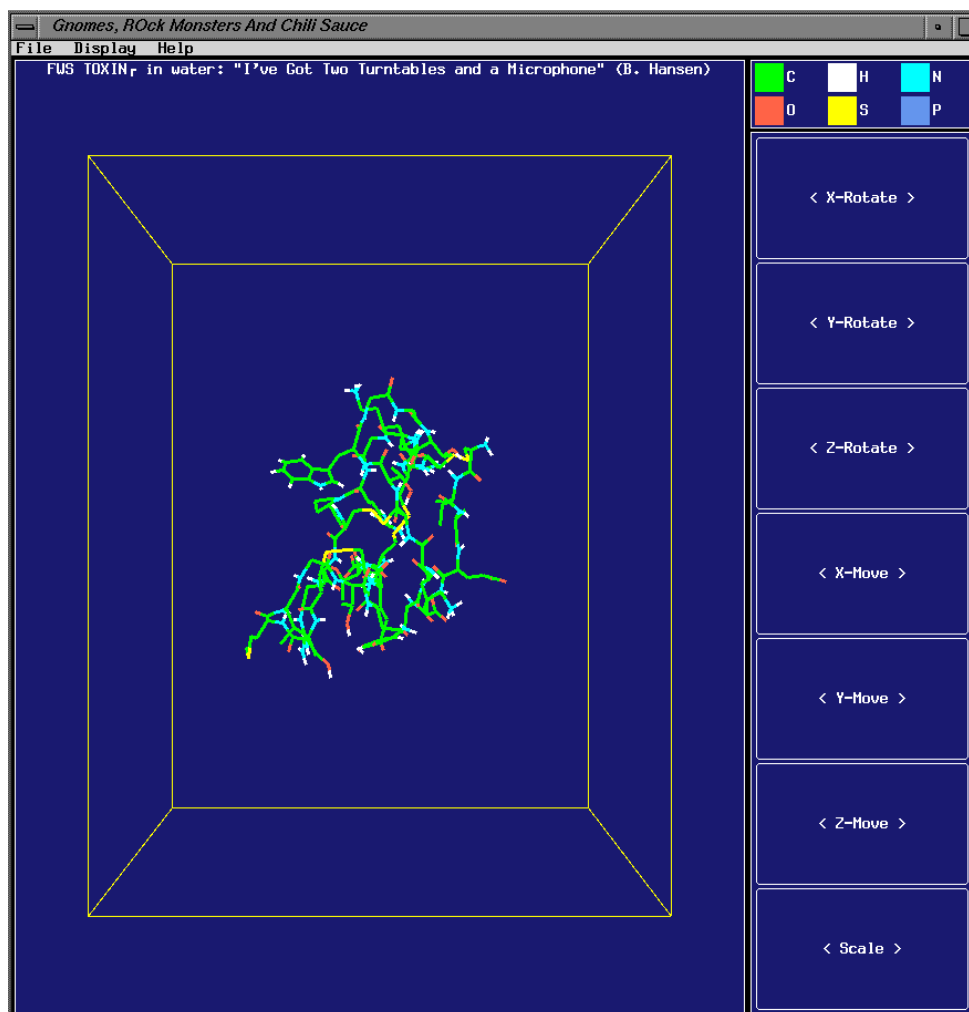 Gnomes, ROck Monsters And Chili Sauce
File Display Help
FWS TOXINr in water: "I've Got Two Turntables and a Microphone" (B. Hansen)
C H N
O S P
< X-Rotate >
< Y-Rotate >
< Z-Rotate >
< X-Move >
< Y-Move >
< Z-Move >
< Scale >